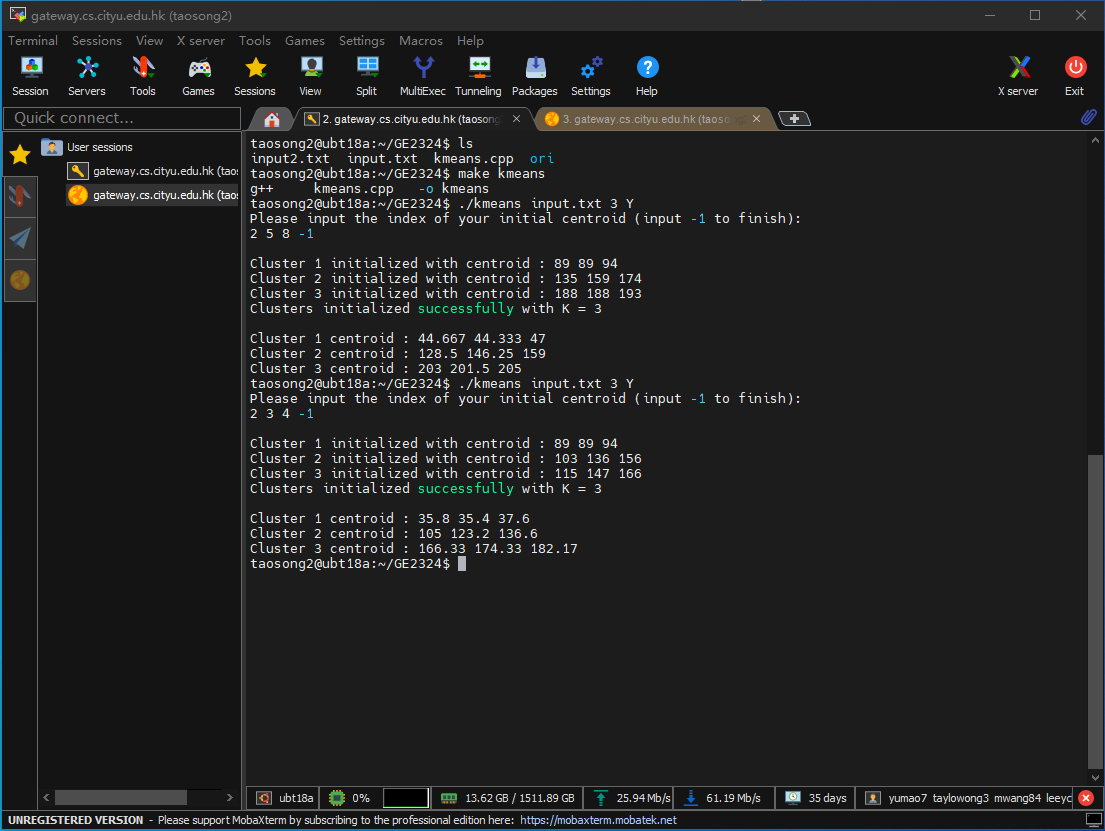 gateway.cs.cityu.edu.hk (taosong2)
Terminal Sessions View X server Tools Games Settings Macros Help
Session Servers Tools Games Sessions View Split MultiExec Tunneling Packages Settings Help X server Exit
Quick connect...
2. gateway.cs.cityu.edu.hk (taosong
3. gateway.cs.cityu.edu.hk (taoso
User sessions
gateway.cs.cityu.edu.hk (taos
gateway.cs.cityu.edu.hk (taos
taosong2@ubt18a:~/GE2324$ ls
input2.txt  input.txt  kmeans.cpp  ori
taosong2@ubt18a:~/GE2324$ make kmeans
g++     kmeans.cpp   -o kmeans
taosong2@ubt18a:~/GE2324$ ./kmeans input.txt 3 Y
Please input the index of your initial centroid (input -1 to finish):
2 5 8 -1
Cluster 1 initialized with centroid : 89 89 94
Cluster 2 initialized with centroid : 135 159 174
Cluster 3 initialized with centroid : 188 188 193
Clusters initialized successfully with K = 3
Cluster 1 centroid : 44.667 44.333 47
Cluster 2 centroid : 128.5 146.25 159
Cluster 3 centroid : 203 201.5 205
taosong2@ubt18a:~/GE2324$ ./kmeans input.txt 3 Y
Please input the index of your initial centroid (input -1 to finish):
2 3 4 -1
Cluster 1 initialized with centroid : 89 89 94
Cluster 2 initialized with centroid : 103 136 156
Cluster 3 initialized with centroid : 115 147 166
Clusters initialized successfully with K = 3
Cluster 1 centroid : 35.8 35.4 37.6
Cluster 2 centroid : 105 123.2 136.6
Cluster 3 centroid : 166.33 174.33 182.17
taosong2@ubt18a:~/GE2324$
ubt18a 0% 13.62 GB / 1511.89 GB 25.94 Mb/s 61.19 Mb/s 35 days yumao7 taylowong3 mwang84 leeyc
UNREGISTERED VERSION - Please support MobaXterm by subscribing to the professional edition here: https://mobaxterm.mobatek.net